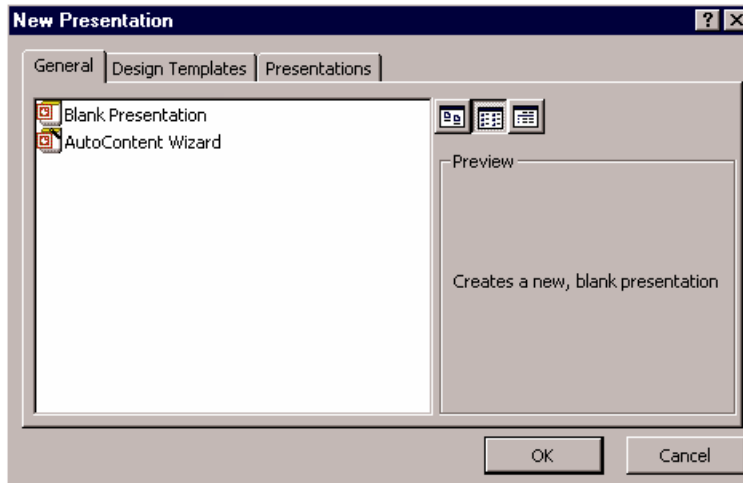 New Presentation
General Design Templates Presentations
Blank Presentation
AutoContent Wizard
Preview
Creates a new, blank presentation
OK Cancel